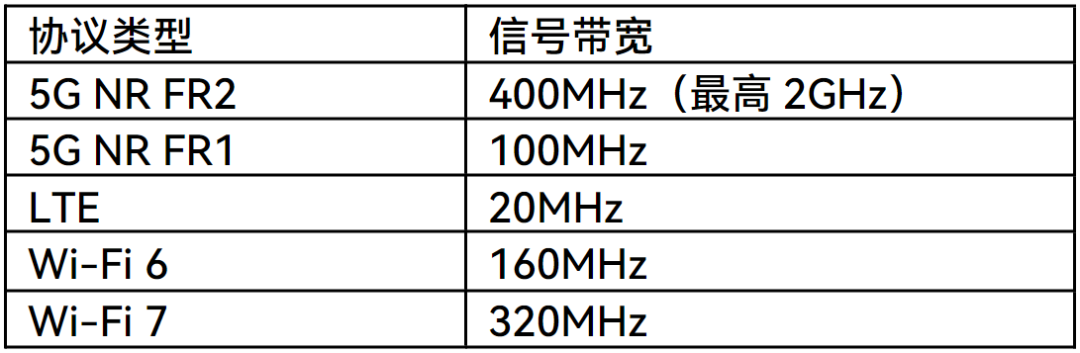 协议类型 信号带宽
5G NR FR2 400MHz（最高 2GHz）
5G NR FR1 100MHz
LTE 20MHz
Wi-Fi 6 160MHz
Wi-Fi 7 320MHz